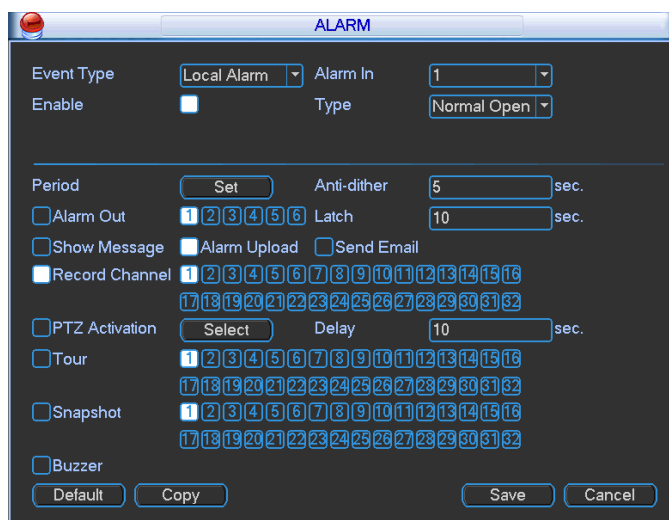 ALARM
Event Type Local Alarm Alarm In 1
Enable Type Normal Open
Period Set Anti-dither 5 sec.
Alarm Out 1 2 3 4 5 6 Latch 10 sec.
Show Message Alarm Upload Send Email
Record Channel 1 2 3 4 5 6 7 8 9 10 11 12 13 14 15 16
17 18 19 20 21 22 23 24 25 26 27 28 29 30 31 32
PTZ Activation Select Delay 10 sec.
Tour 1 2 3 4 5 6 7 8 9 10 11 12 13 14 15 16
17 18 19 20 21 22 23 24 25 26 27 28 29 30 31 32
Snapshot 1 2 3 4 5 6 7 8 9 10 11 12 13 14 15 16
17 18 19 20 21 22 23 24 25 26 27 28 29 30 31 32
Buzzer
Default Copy Save Cancel